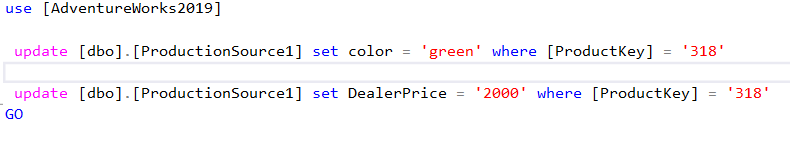 use [AdventureWorks2019]
update [dbo].[ProductionSource1] set color = 'green' where [ProductKey] = '318'
update [dbo].[ProductionSource1] set DealerPrice = '2000' where [ProductKey] = '318'
GO